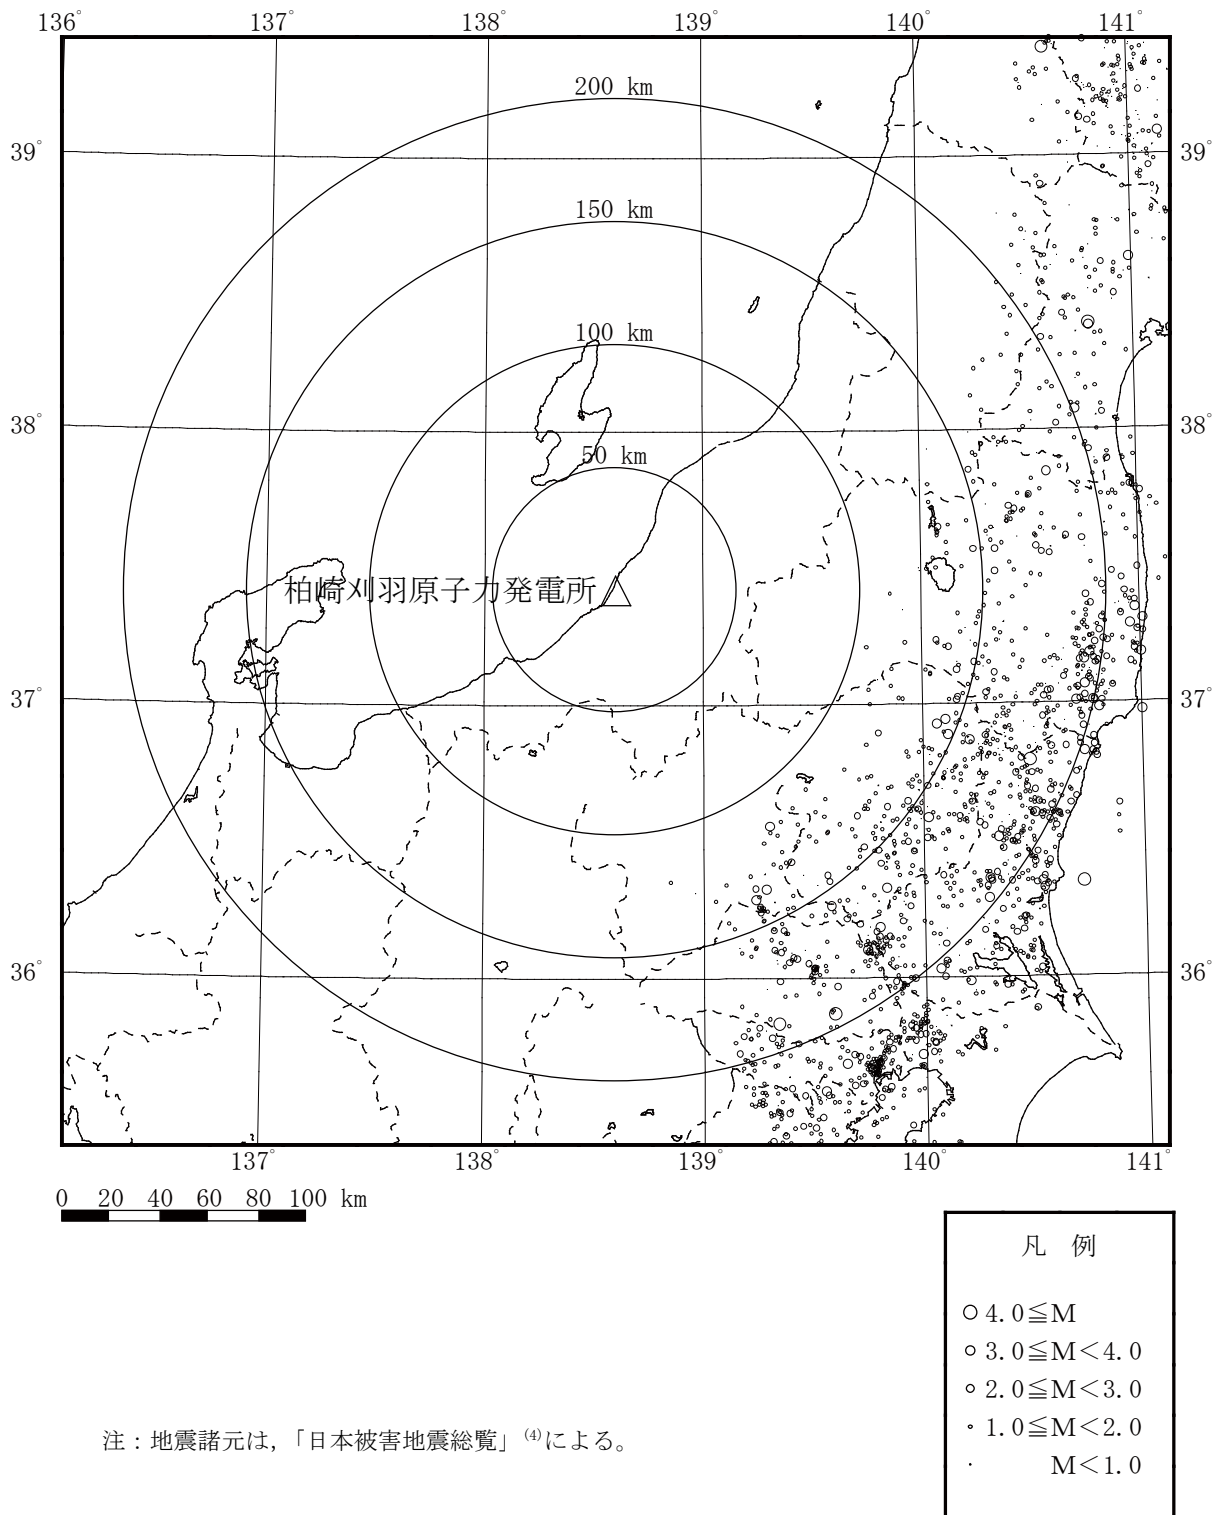 136° 137° 138° 139° 140° 141°
200 km
39° 39°
150 km
100 km
38° 38°
50 km
柏崎刈羽原子力発電所
37° 37°
36° 36°
137° 138° 139° 140° 141°
0 20 40 60 80 100 km
凡 例
4.0≦M
3.0≦M<4.0
2.0≦M<3.0
1.0≦M<2.0
M<1.0
注：地震諸元は，「日本被害地震総覧」(4)による。